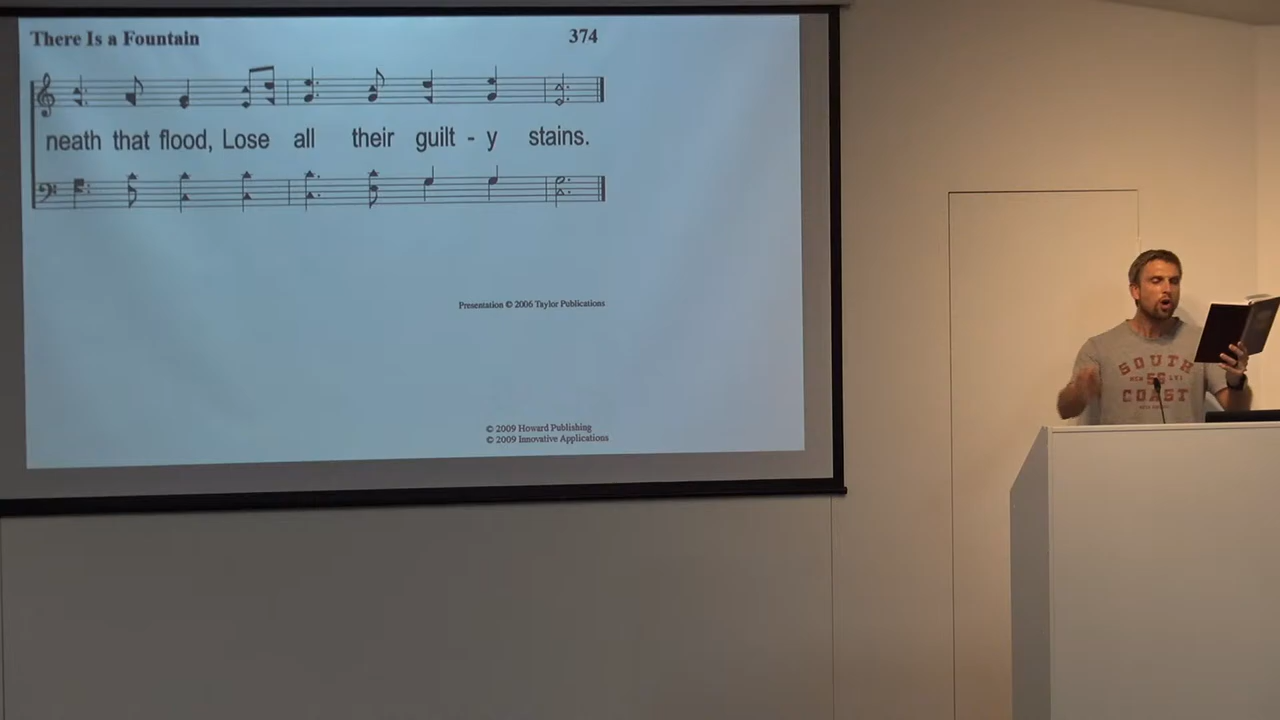 There Is a Fountain 374
neath that flood, Lose all their guilt - y stains.
Presentation © 2006 Taylor Publications
© 2009 Howard Publishing
© 2009 Innovative Applications
SOUTH
SC
COAST